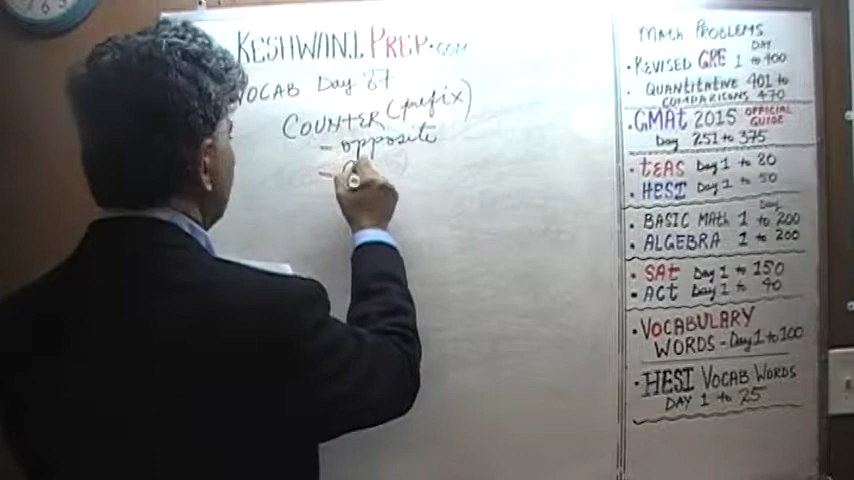 KESHWANI PREP.COM
VOCAB Day 87
COUNTER (prefix)
= opposite
=
MATH PROBLEMS
• REVISED GRE DAY 1 to 400
• QUANTITATIVE COMPARISONS 401 to 470
• GMAT 2015 OFFICIAL GUIDE
Day 251 to 375
• TEAS Day 1 to 80
• HESI Day 1 to 50
Day
• BASIC MATH 1 to 200
• ALGEBRA 1 to 200
• SAT Day 1 to 150
• ACT Day 1 to 40
• VOCABULARY
WORDS - Day 1 to 100
• HESI VOCAB WORDS
DAY 1 to 25